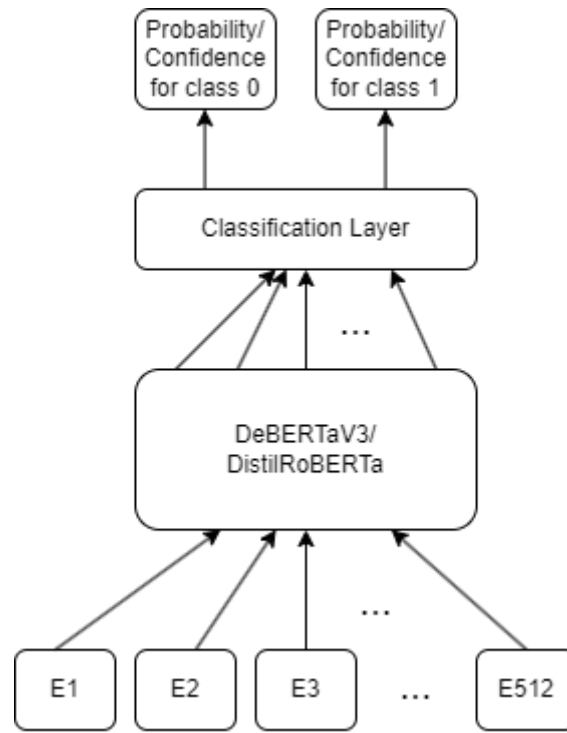 Probability/
Confidence
for class 0
Probability/
Confidence
for class 1
Classification Layer
...
DeBERTaV3/
DistilRoBERTa
...
E1
E2
E3
...
E512